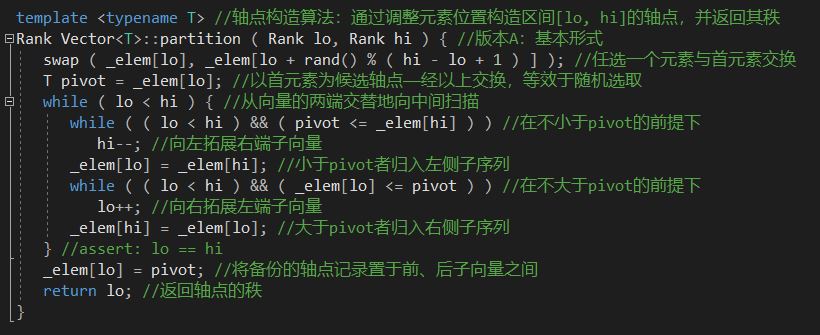 template <typename T> //轴点构造算法：通过调整元素位置构造区间[lo, hi]的轴点，并返回其秩
Rank Vector<T>::partition ( Rank lo, Rank hi ) { //版本A：基本形式
swap ( _elem[lo], _elem[lo + rand() % ( hi - lo + 1 ) ] ); //任选一个元素与首元素交换
T pivot = _elem[lo]; //以首元素为候选轴点—经以上交换，等效于随机选取
while ( lo < hi ) { //从向量的两端交替地向中间扫描
while ( ( lo < hi ) && ( pivot <= _elem[hi] ) ) //在不小于pivot的前提下
hi--; //向左拓展右端子向量
_elem[lo] = _elem[hi]; //小于pivot者归入左侧子序列
while ( ( lo < hi ) && ( _elem[lo] <= pivot ) ) //在不大于pivot的前提下
lo++; //向右拓展左端子向量
_elem[hi] = _elem[lo]; //大于pivot者归入右侧子序列
} //assert: lo == hi
_elem[lo] = pivot; //将备份的轴点记录置于前、后子向量之间
return lo; //返回轴点的秩
}